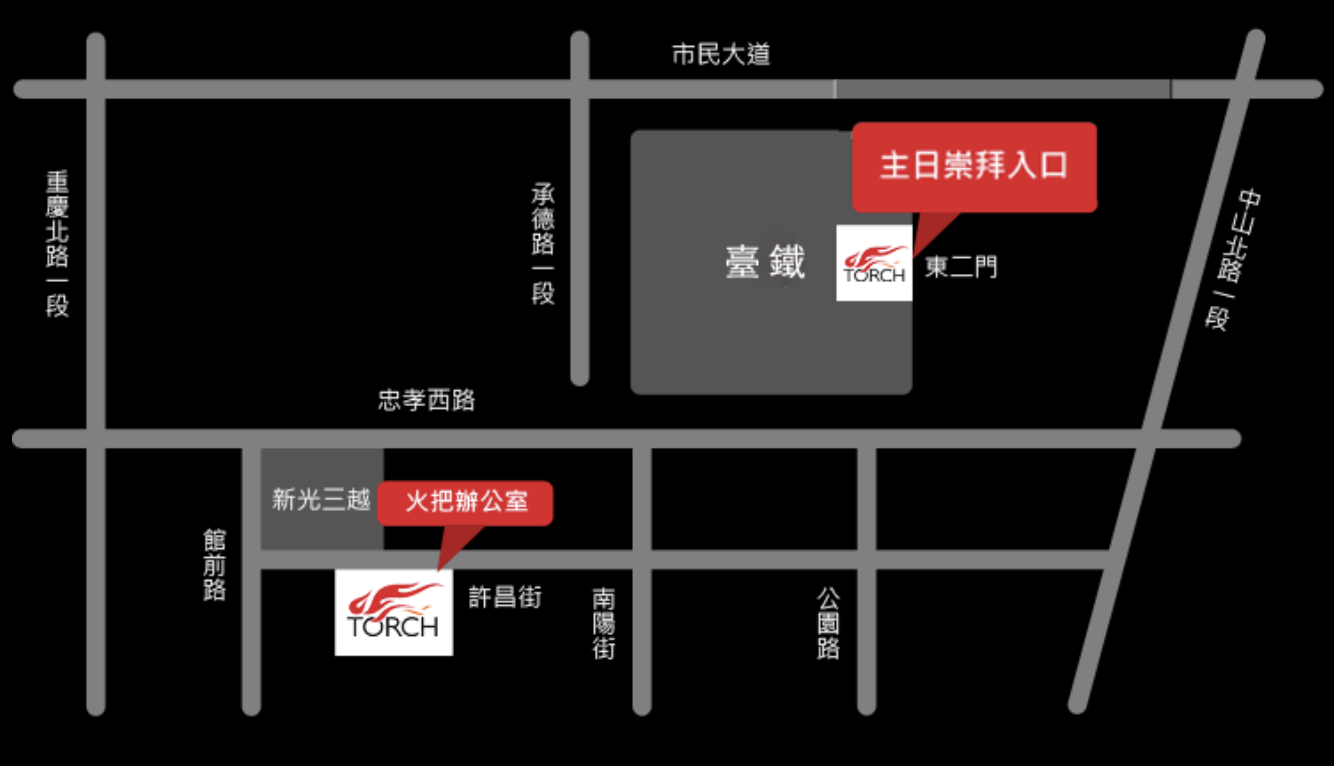 市民大道
主日崇拜入口
重慶北路一段
承德路一段
中山北路一段
臺鐵
TORCH
東二門
忠孝西路
新光三越
火把辦公室
館前路
TORCH
許昌街
南陽街
公園路